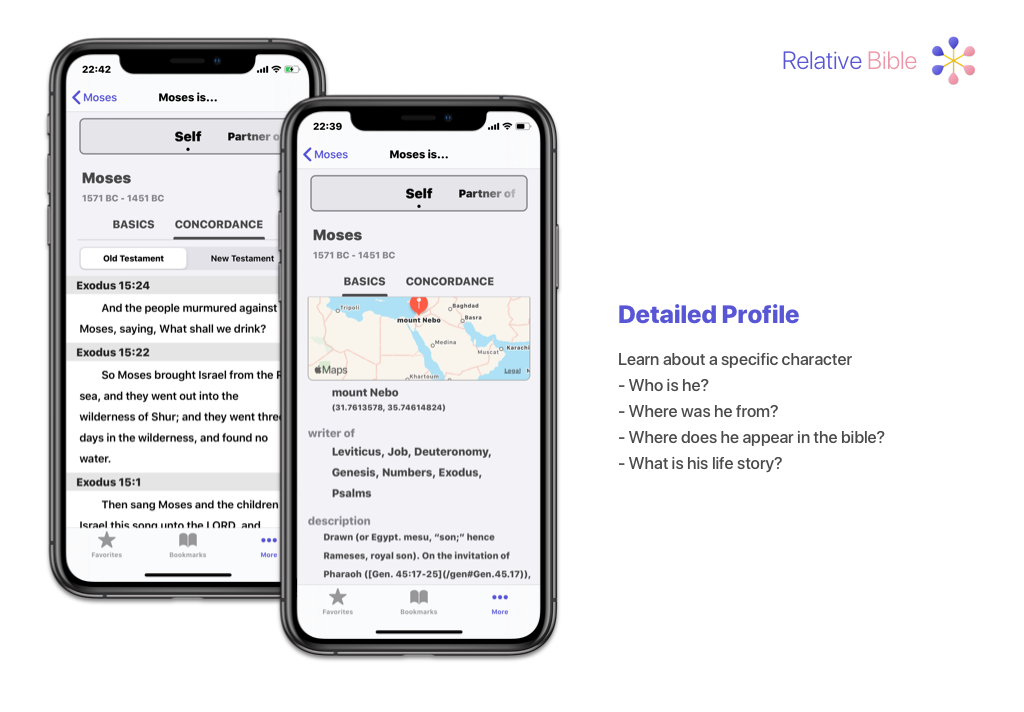 Relative Bible
22:42
Moses
Moses is...
Self Partner
Moses
1571 BC - 1451 BC
BASICS CONCORDANCE
Old Testament New Testament
Exodus 15:24
And the people murmured against
Moses, saying, What shall we drink?
Exodus 15:22
So Moses brought Israel from the
sea, and they went out into the
wilderness of Shur; and they went three
days in the wilderness, and found no
water.
Exodus 15:1
Then sang Moses and the children
Israel this song unto the LORD, and
Favorites Bookmarks More
22:39
Moses
Moses is...
Self Partner of
Moses
1571 BC - 1451 BC
BASICS CONCORDANCE
Tripoli
Baghdad
mount Nebo
Basra
Medina
Muscat
Karachi
Khartoum
Maps
Legal
mount Nebo
(31.7613578, 35.74614824)
writer of
Leviticus, Job, Deuteronomy,
Genesis, Numbers, Exodus,
Psalms
description
Drawn (or Egypt. mesu, “son;” hence
Rameses, royal son). On the invitation of
Pharaoh ([Gen. 45:17-25](/gen#Gen.45.17)),
Favorites Bookmarks More
Detailed Profile
Learn about a specific character
- Who is he?
- Where was he from?
- Where does he appear in the bible?
- What is his life story?